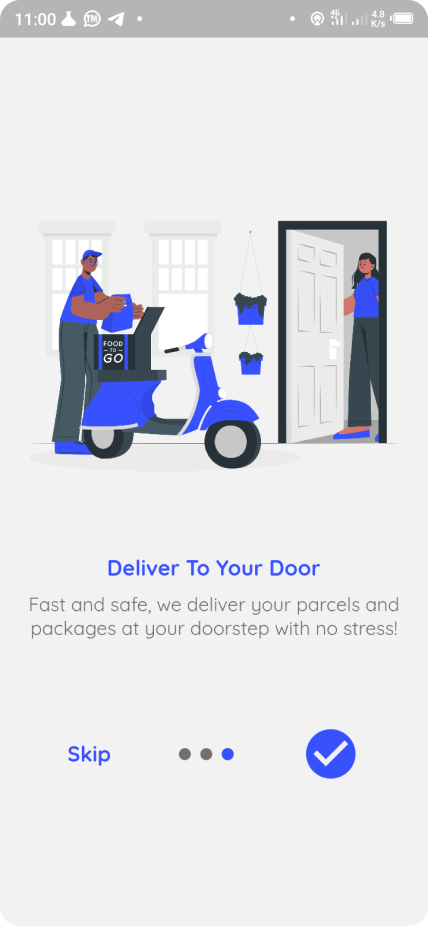 11:00
TM
4G
4.8
K/s
FOOD
TO
GO
Deliver To Your Door
Fast and safe, we deliver your parcels and
packages at your doorstep with no stress!
Skip